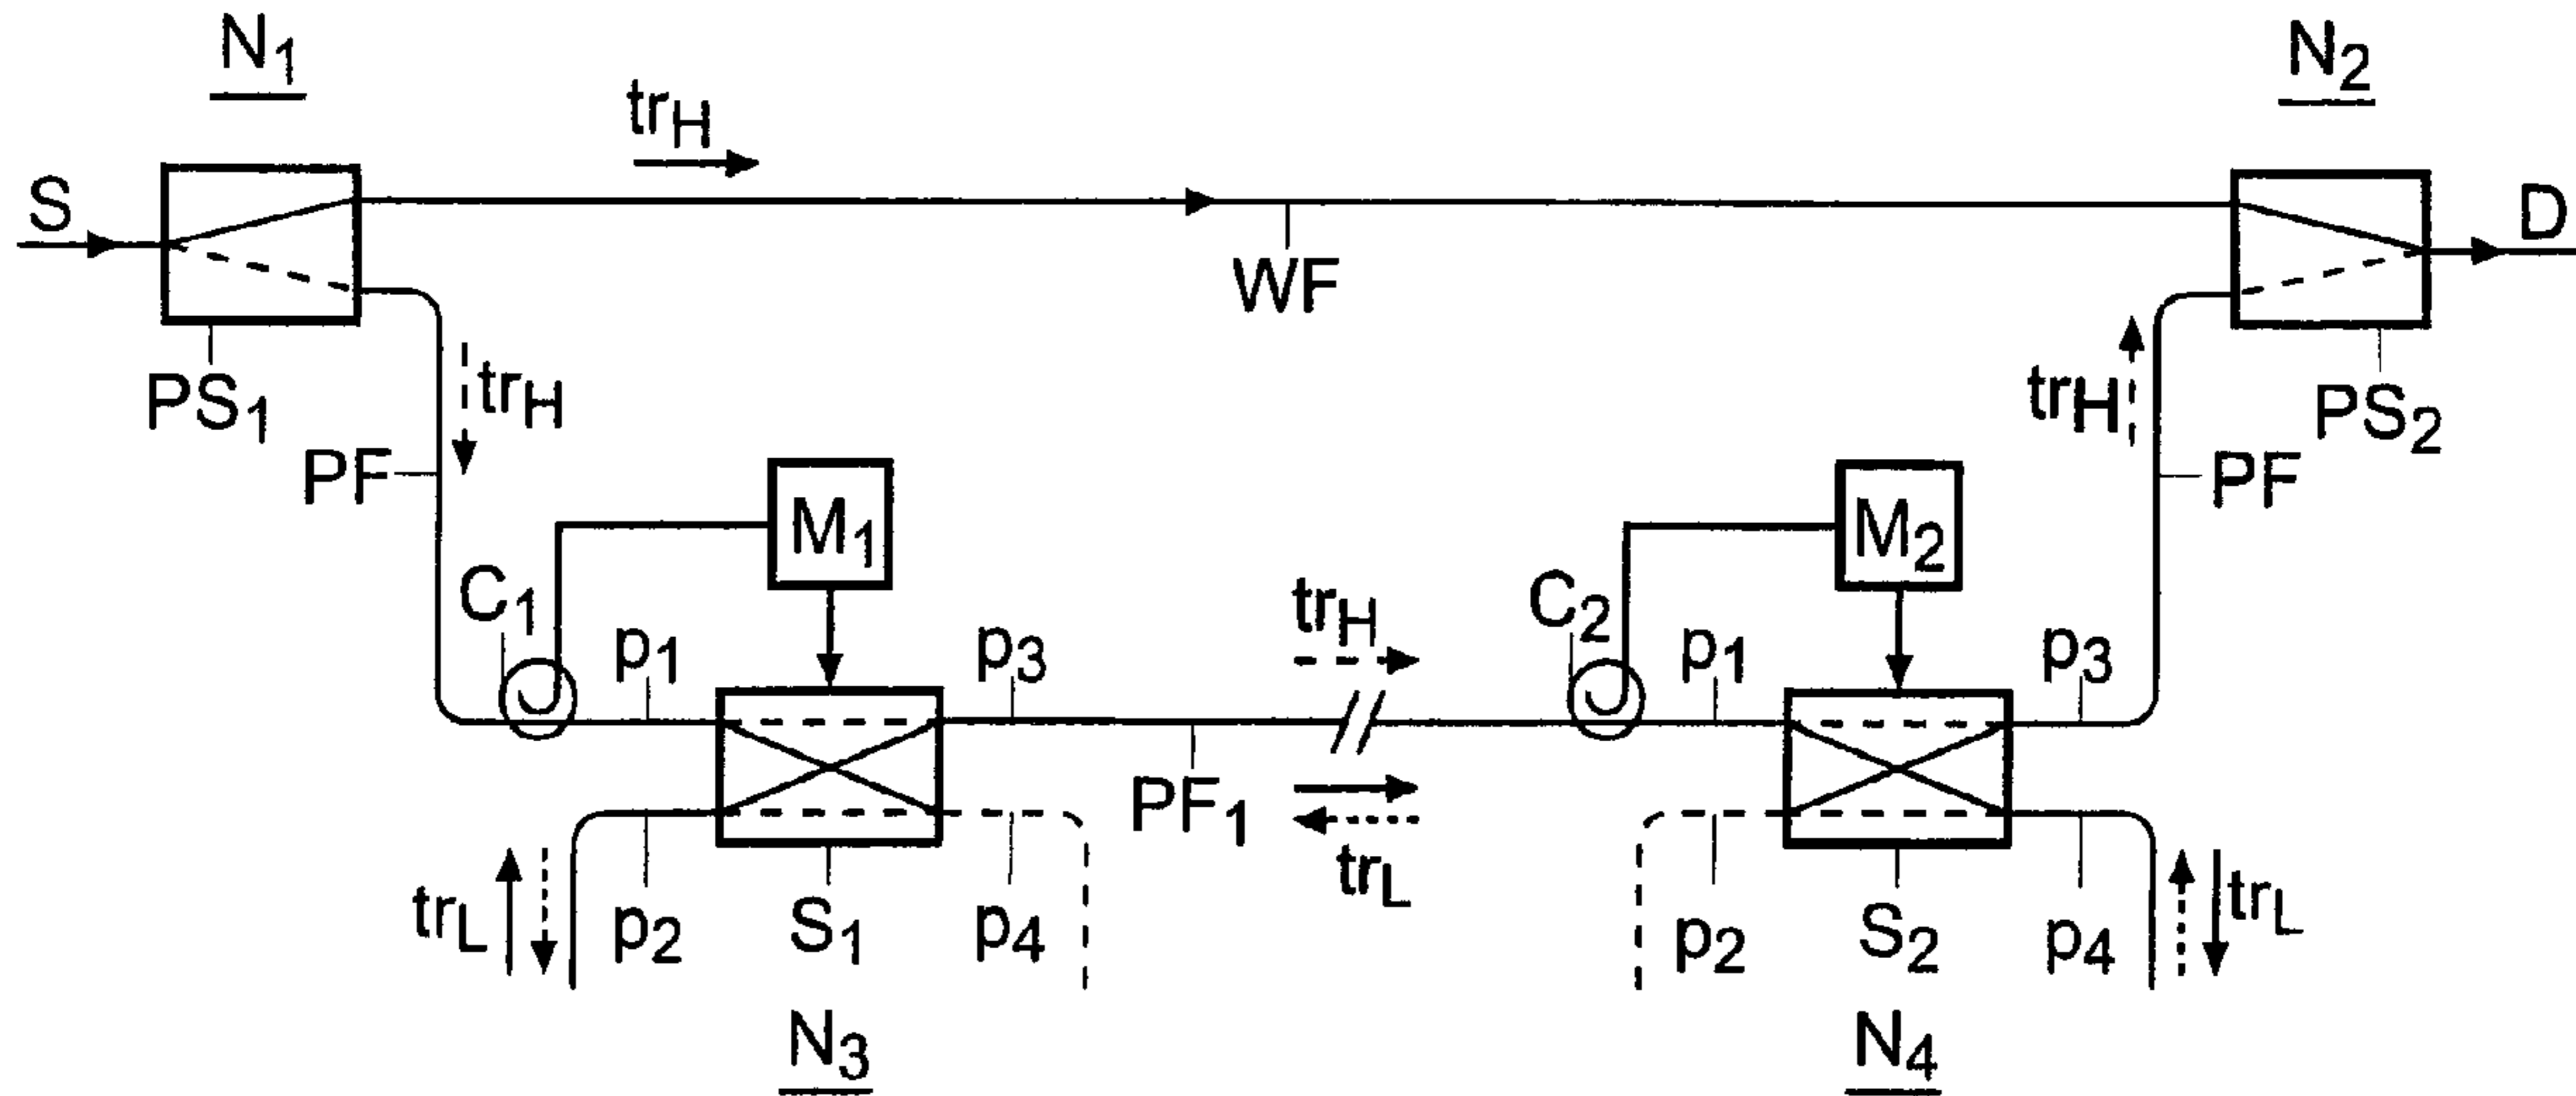 N1
N2
trH
S
D
WF
PS1
trH
trH
PS2
PF
PF
M1
M2
C1
p1
p3
trH
C2
p1
p3
PF1
trL
trL
p2
S1
p4
p2
S2
p4
trL
N3
N4